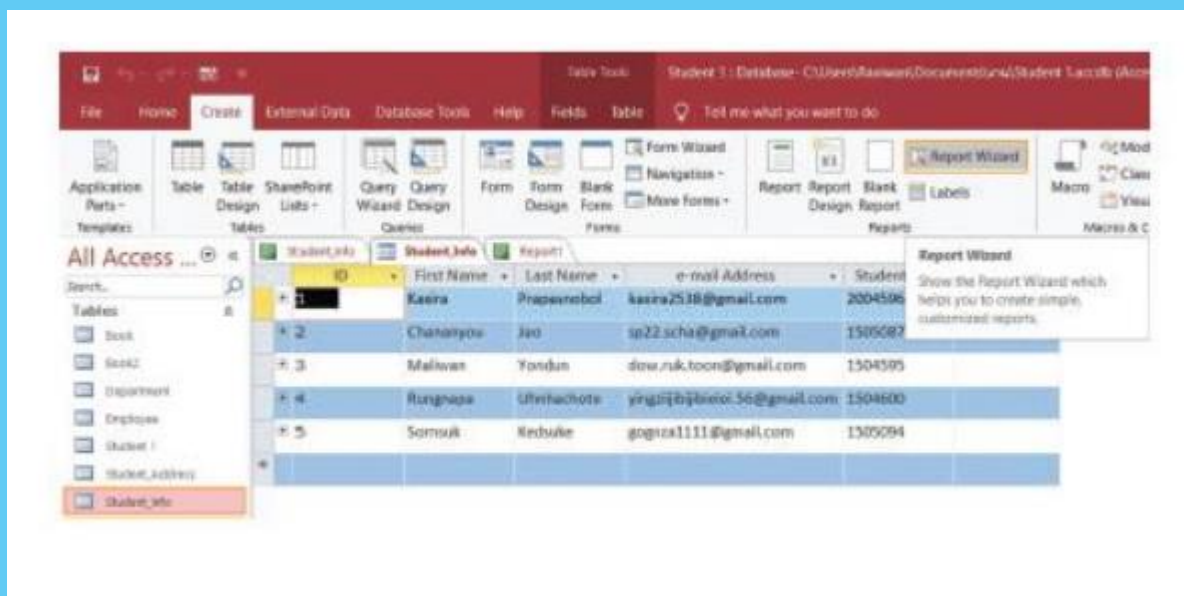 Table Tools Student 1 : Database- C:\Users\
File Home Create External Data Database Tools Help Fields Table Tell me what you want to do
Application Parts Table Table Design SharePoint Lists Query Wizard Query Design Form Form Design Blank Form Form Wizard Navigation More Forms Report Report Design Blank Report Report Wizard Labels Macro
Templates Tables Queries Forms Reports
All Access ...
Search..
Tables
Book
Book2
Department
Employee
Student 1
Student_Address
Student_Info
Student_Info Student_Info Report1
ID First Name Last Name e-mail Address Student
1 Kasira kasira2538@gmail.com 2004596
2 Chananyou Jao sp22.scha@gmail.com 1505087
3 Maliwan Yondun dow.ruk.toon@gmail.com 1504595
4 Rungnapa 1504600
5 Somsuk Kedsuke 1505094
Report Wizard
Show the Report Wizard which
helps you to create simple,
customized reports.